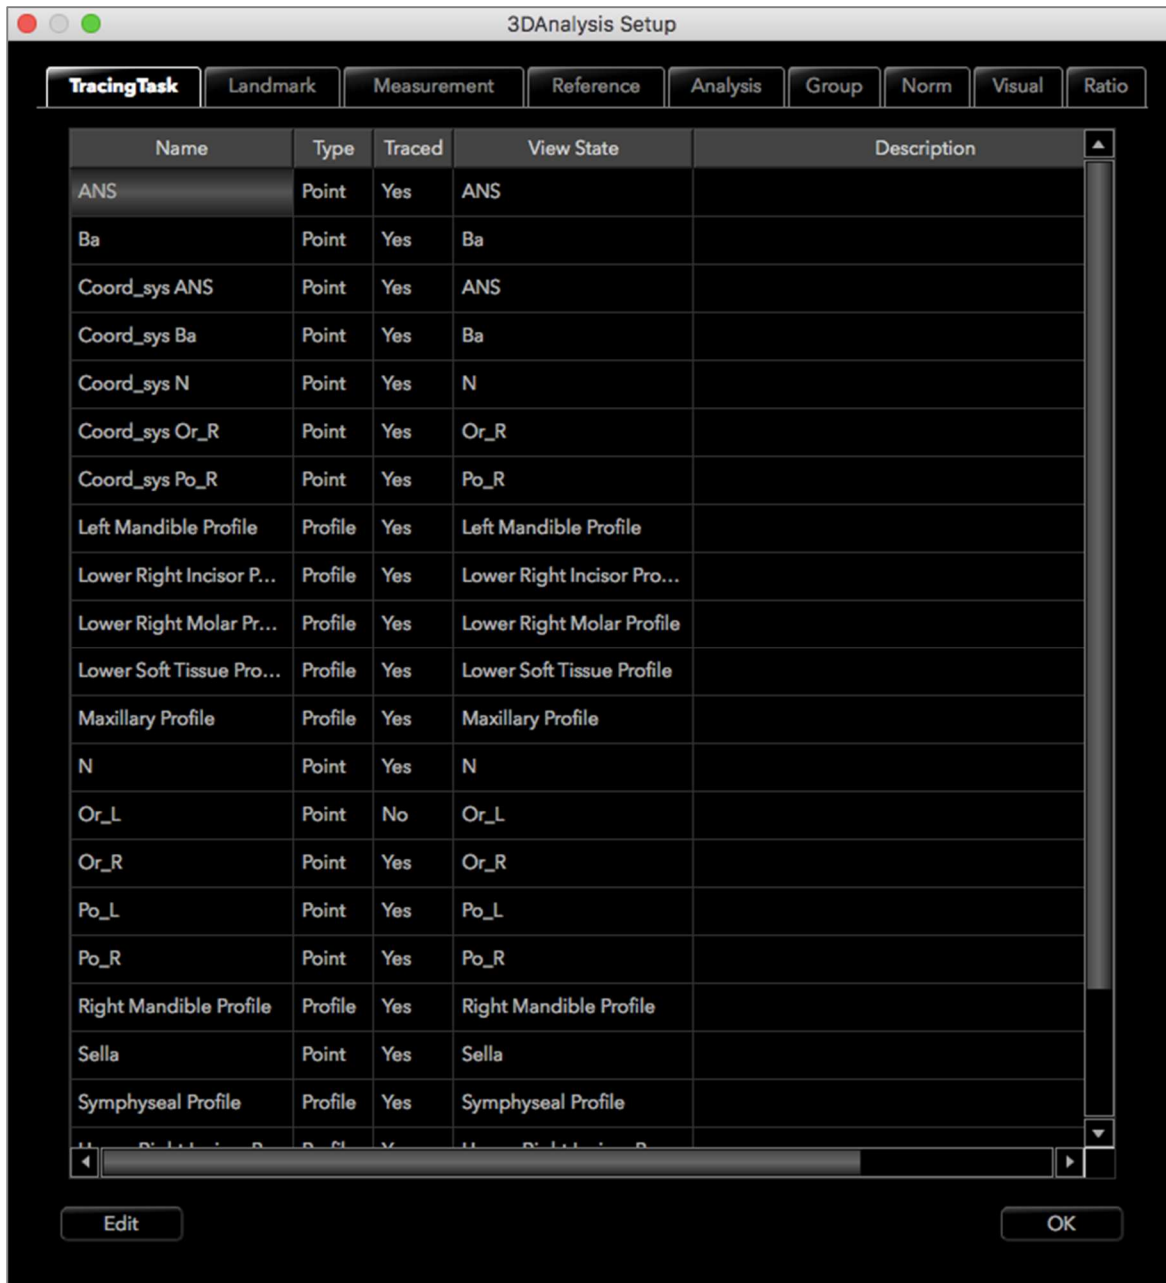 3DAnalysis Setup
TracingTask Landmark Measurement Reference Analysis Group Norm Visual Ratio
Name Type Traced View State Description
ANS Point Yes ANS
Ba Point Yes Ba
Coord_sys ANS Point Yes ANS
Coord_sys Ba Point Yes Ba
Coord_sys N Point Yes N
Coord_sys Or_R Point Yes Or_R
Coord_sys Po_R Point Yes Po_R
Left Mandible Profile Profile Yes Left Mandible Profile
Lower Right Incisor P... Profile Yes Lower Right Incisor Pro...
Lower Right Molar Pr... Profile Yes Lower Right Molar Profile
Lower Soft Tissue Pro... Profile Yes Lower Soft Tissue Profile
Maxillary Profile Profile Yes Maxillary Profile
N Point Yes N
Or_L Point No Or_L
Or_R Point Yes Or_R
Po_L Point Yes Po_L
Po_R Point Yes Po_R
Right Mandible Profile Profile Yes Right Mandible Profile
Sella Point Yes Sella
Symphyseal Profile Profile Yes Symphyseal Profile
Edit OK